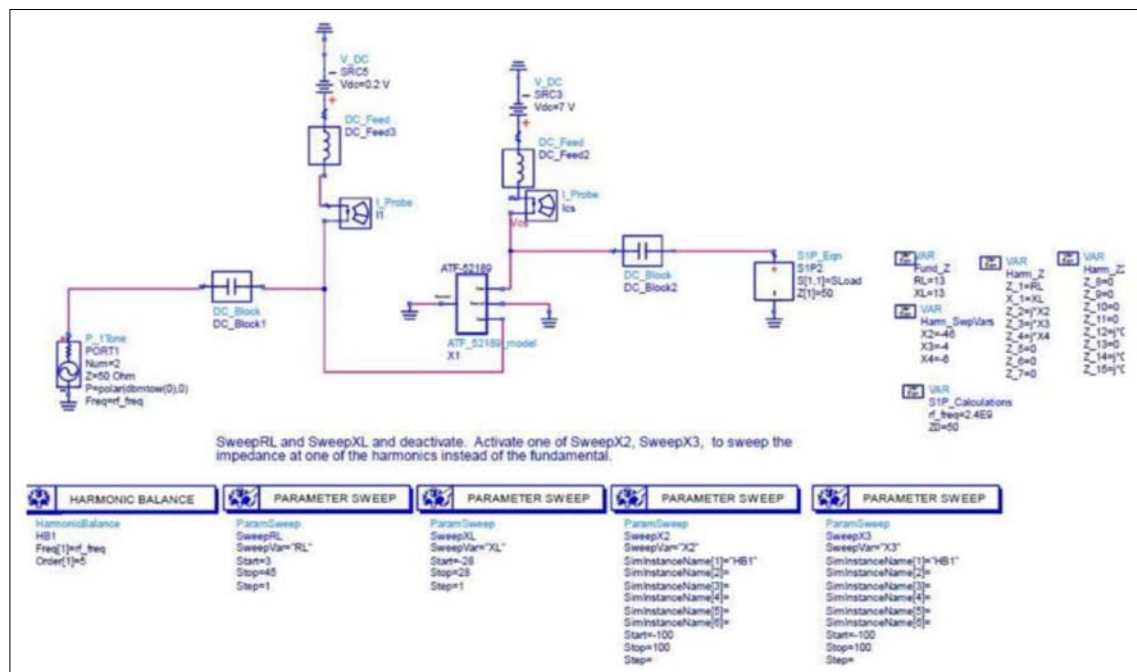 V_DC
SRC5
Vdc=0.2 V
DC_Feed
DC_Feed3
I_Probe
I1
V_DC
SRC3
Vdc=7 V
DC_Feed
DC_Feed2
I_Probe
Ics
Vcs
DC_Block
DC_Block1
P_1Tone
PORT1
Num=2
Z=50 Ohm
P=polar(dbmtow(0),0)
Freq=rf_freq
ATF-52189
ATF_52189_model
X1
DC_Block
DC_Block2
S1P_Eqn
S1P2
S[1,1]=SLoad
Z[1]=50
VAR
Fund_Z
RL=13
XL=13
VAR
Harm_SwpVars
X2=-46
X3=-4
X4=-6
VAR
S1P_Calculations
rf_freq=2.4E9
Z0=50
VAR
Harm_Z
Z_1=RL
X_1=XL
Z_2=j*X2
Z_3=j*X3
Z_4=j*X4
Z_5=0
Z_6=0
Z_7=0
VAR
Harm_Z
Z_8=0
Z_9=0
Z_10=0
Z_11=0
Z_12=j*
Z_13=0
Z_14=j*
Z_15=j*
SweepRL and SweepXL and deactivate. Activate one of SweepX2, SweepX3, to sweep the
impedance at one of the harmonics instead of the fundamental.
HARMONIC BALANCE
HarmonicBalance
HB1
Freq[1]=rf_freq
Order[1]=5
PARAMETER SWEEP
ParamSweep
SweepRL
SweepVar="RL"
Start=3
Stop=45
Step=1
PARAMETER SWEEP
ParamSweep
SweepXL
SweepVar="XL"
Start=-28
Stop=28
Step=1
PARAMETER SWEEP
ParamSweep
SweepX2
SweepVar="X2"
SimInstanceName[1]="HB1"
SimInstanceName[2]=
SimInstanceName[3]=
SimInstanceName[4]=
SimInstanceName[5]=
SimInstanceName[6]=
Start=-100
Stop=100
Step=
PARAMETER SWEEP
ParamSweep
SweepX3
SweepVar="X3"
SimInstanceName[1]="HB1"
SimInstanceName[2]=
SimInstanceName[3]=
SimInstanceName[4]=
SimInstanceName[5]=
SimInstanceName[6]=
Start=-100
Stop=100
Step=